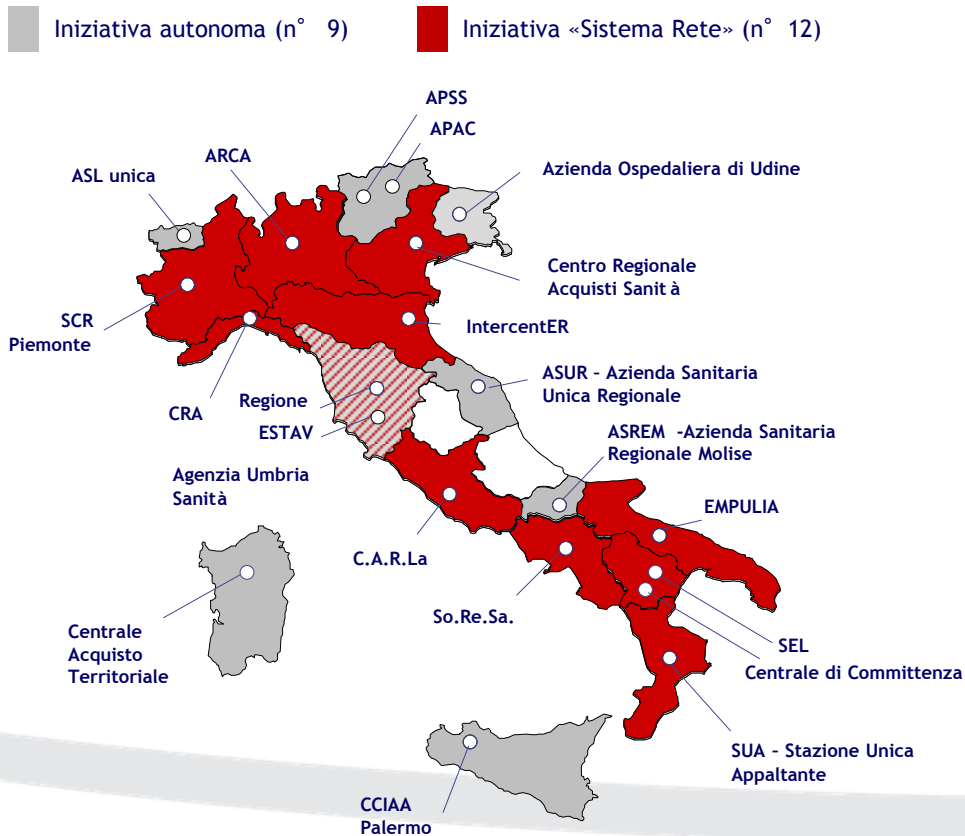 Iniziativa autonoma (n° 9)
Iniziativa «Sistema Rete» (n° 12)
APSS
APAC
ARCA
ASL unica
Azienda Ospedaliera di Udine
Centro Regionale
Acquisti Sanità
SCR
Piemonte
IntercentER
CRA
Regione
ESTAV
ASUR - Azienda Sanitaria
Unica Regionale
ASREM -Azienda Sanitaria
Regionale Molise
Agenzia Umbria
Sanità
EMPULIA
C.A.R.La
So.Re.Sa.
Centrale
Acquisto
Territoriale
SEL
Centrale di Committenza
SUA - Stazione Unica
Appaltante
CCIAA
Palermo